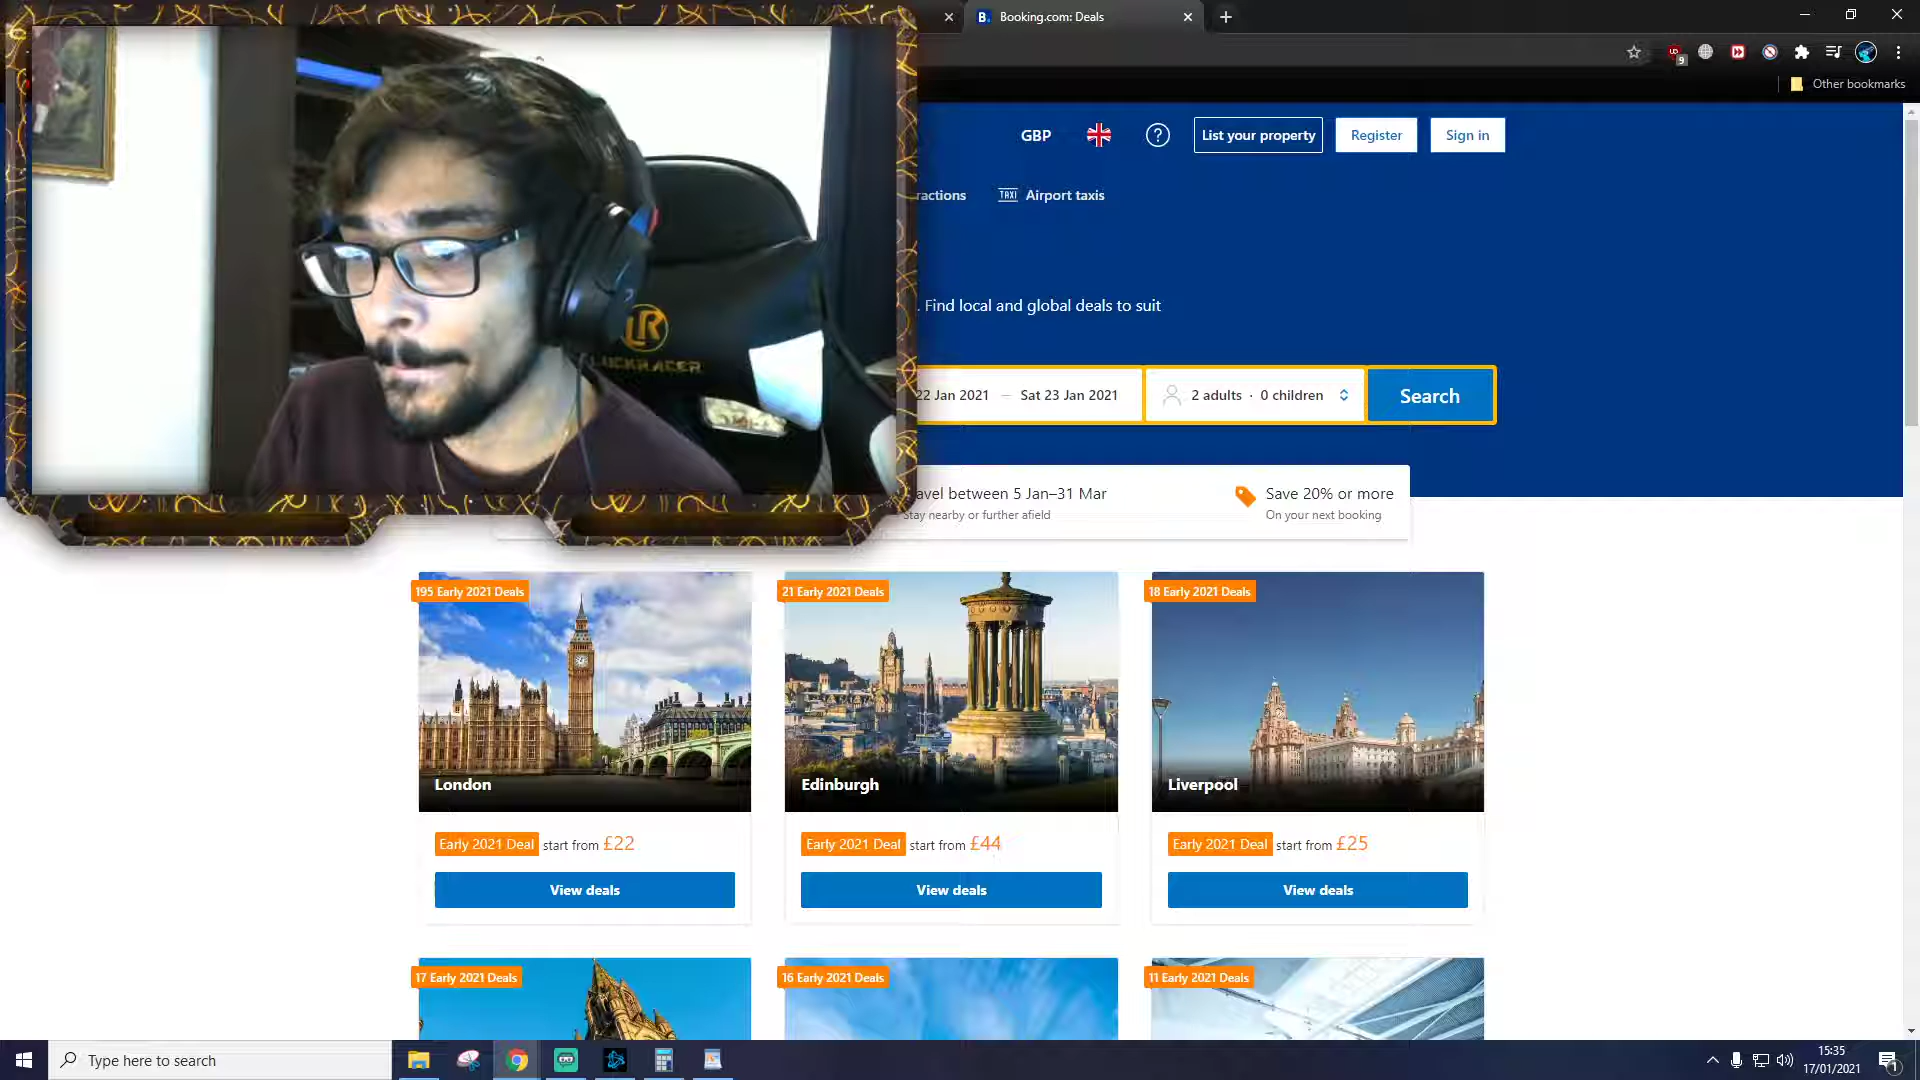 B. Booking.com: Deals
9
Other bookmarks
GBP
List your property
Register
Sign in
ractions
TAXI
Airport taxis
. Find local and global deals to suit
LR
LUCKRACER
22 Jan 2021 — Sat 23 Jan 2021
2 adults · 0 children
Search
avel between 5 Jan–31 Mar
Stay nearby or further afield
Save 20% or more
On your next booking
195 Early 2021 Deals
21 Early 2021 Deals
18 Early 2021 Deals
London
Edinburgh
Liverpool
Early 2021 Deal start from £22
Early 2021 Deal start from £44
Early 2021 Deal start from £25
View deals
View deals
View deals
17 Early 2021 Deals
16 Early 2021 Deals
11 Early 2021 Deals
Type here to search
15:35
17/01/2021
1